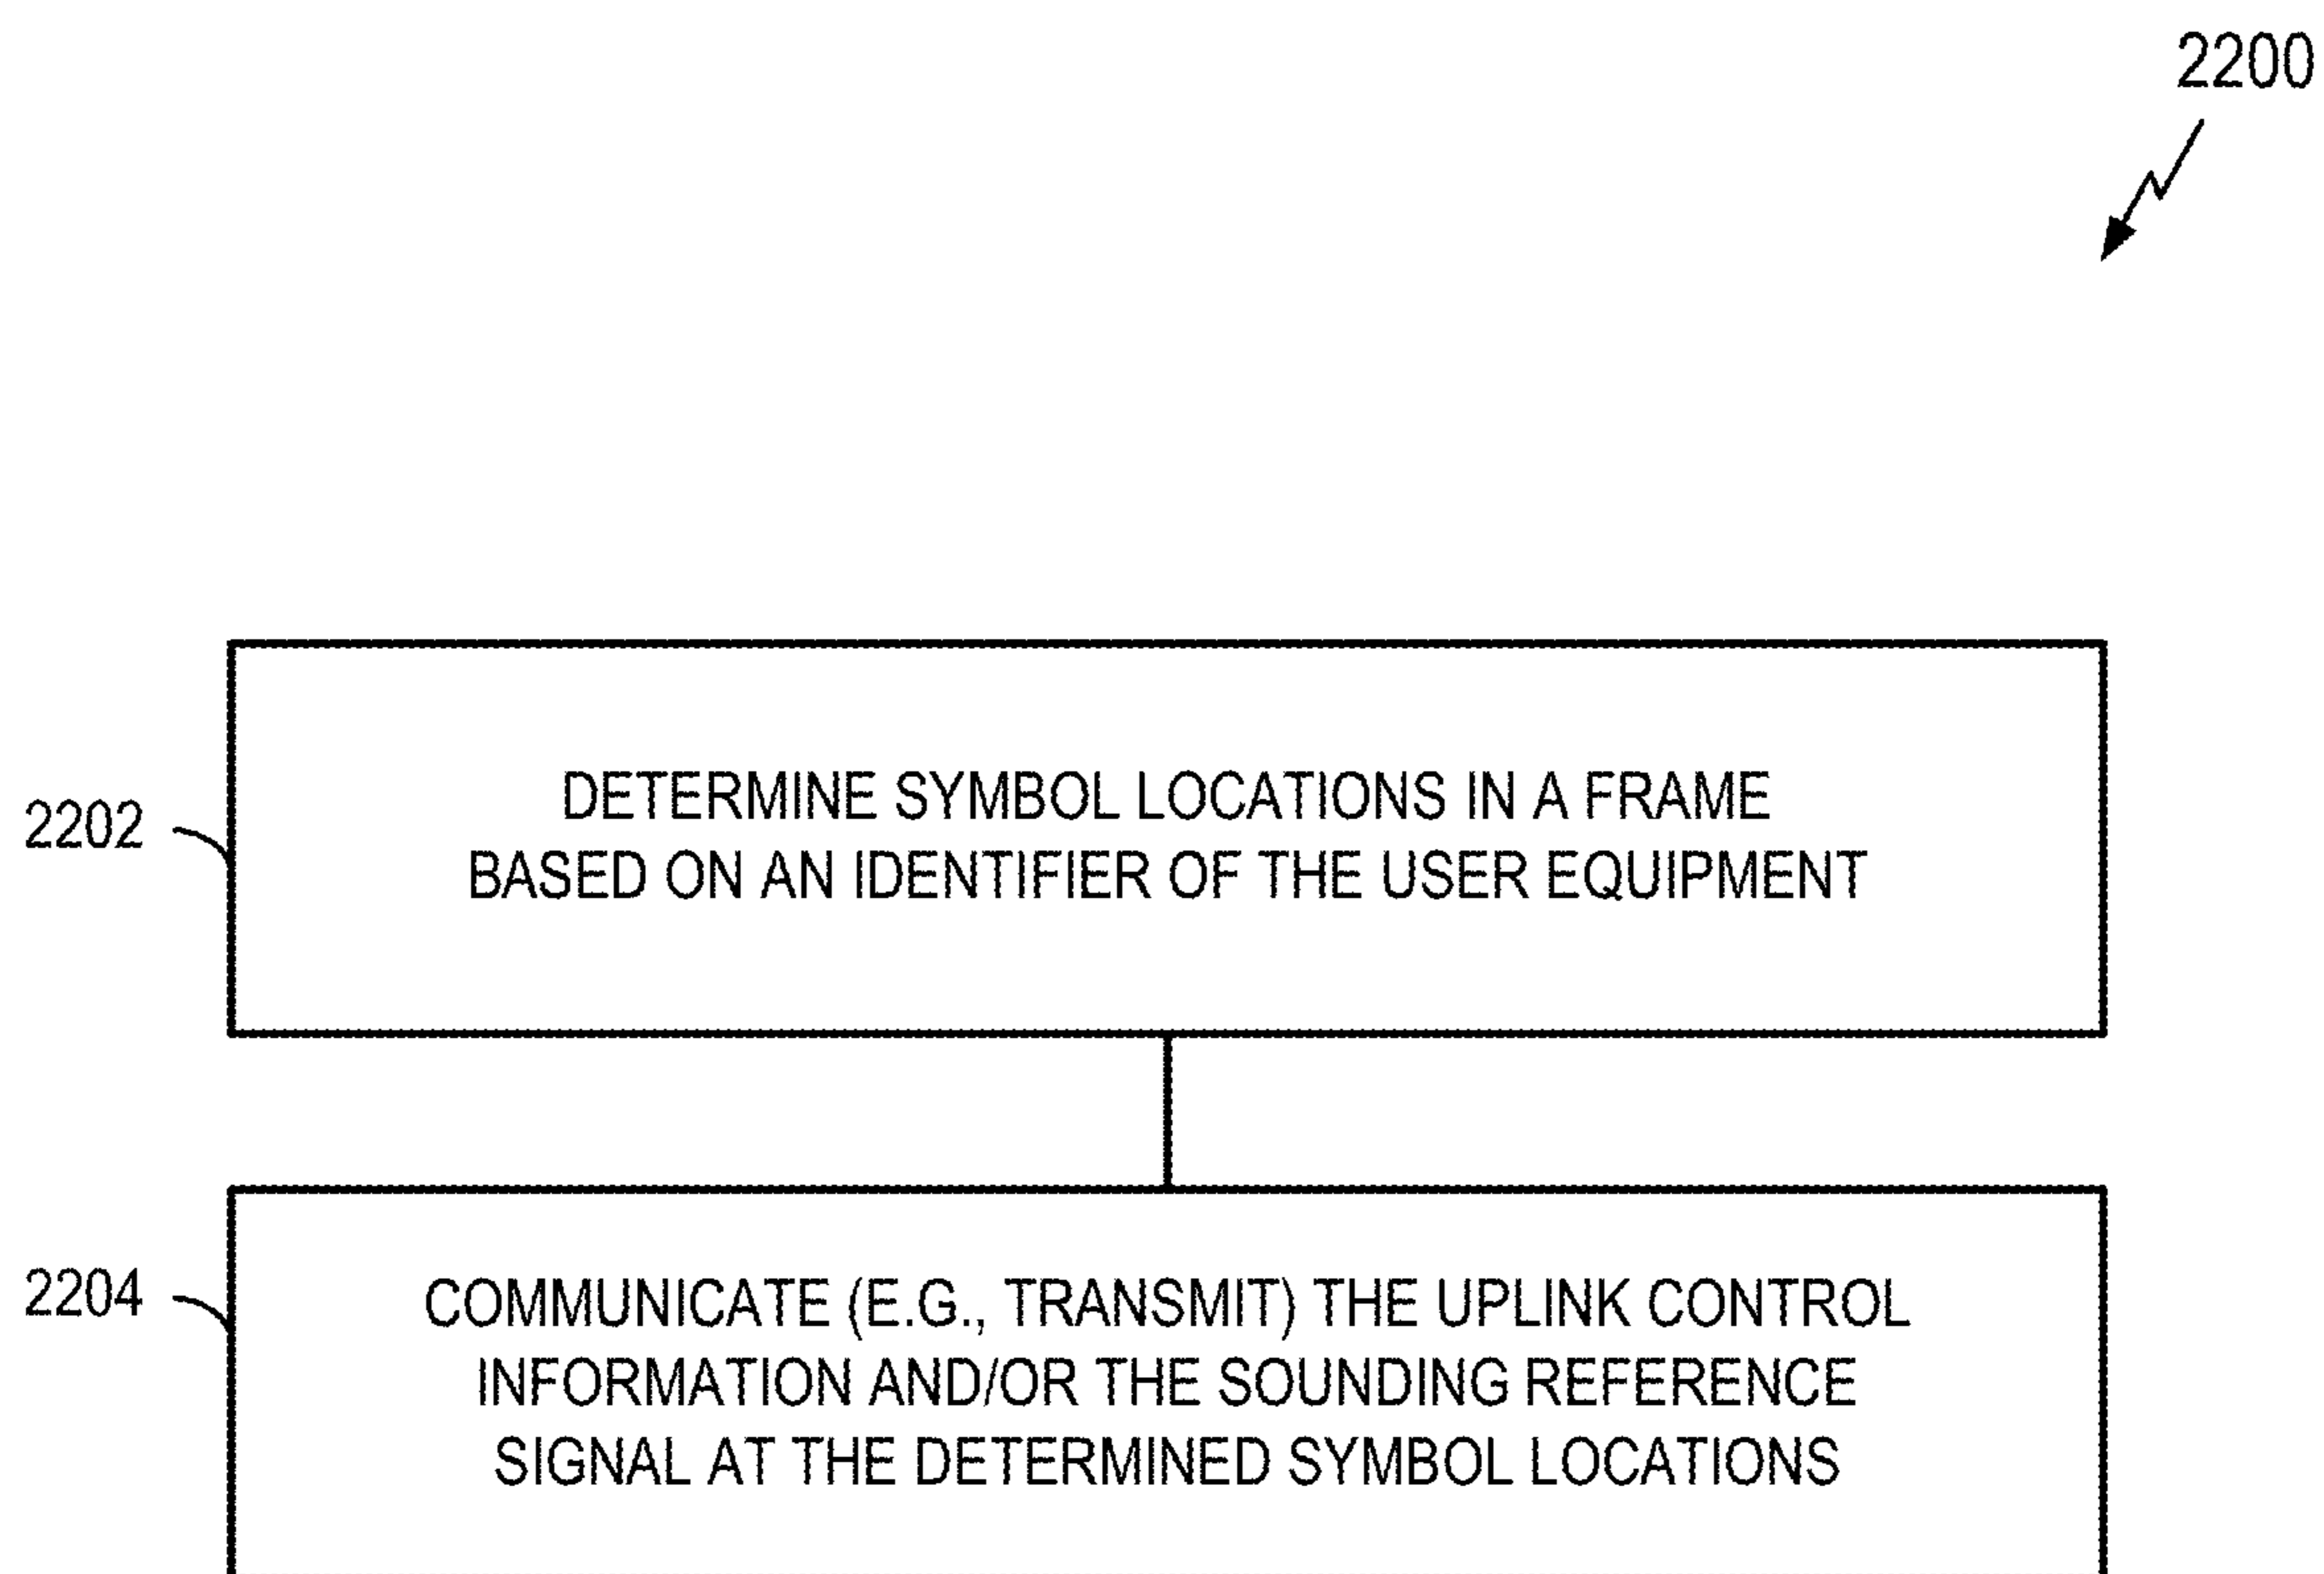 2200
2202
DETERMINE SYMBOL LOCATIONS IN A FRAME
BASED ON AN IDENTIFIER OF THE USER EQUIPMENT
2204
COMMUNICATE (E.G., TRANSMIT) THE UPLINK CONTROL
INFORMATION AND/OR THE SOUNDING REFERENCE
SIGNAL AT THE DETERMINED SYMBOL LOCATIONS